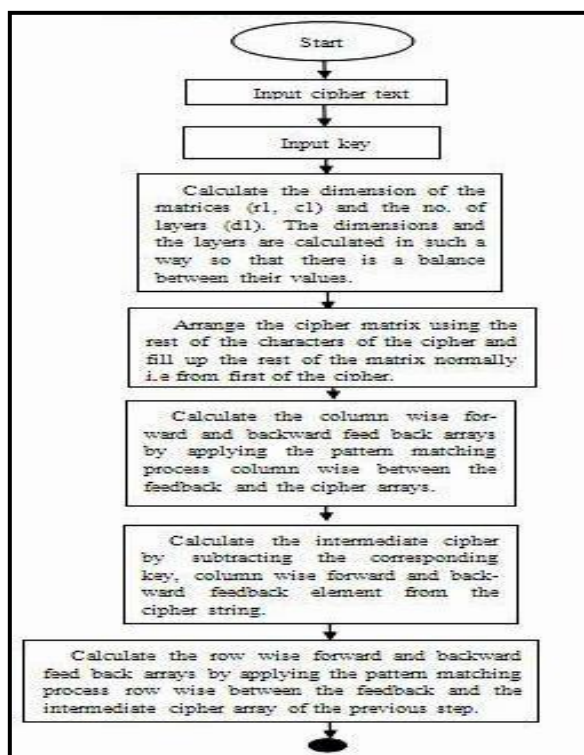 Start
Input cipher text
Input key
Calculate the dimension of the
matrices (r1, c1) and the no. of
layers (d1). The dimensions and
the layers are calculated in such a
way so that there is a balance
between their values.
Arrange the cipher matrix using the
rest of the characters of the cipher and
fill up the rest of the matrix normally
i.e from first of the cipher.
Calculate the column wise for-
ward and backward feed back arrays
by applying the pattern matching
process column wise between the
feedback and the cipher arrays.
Calculate the intermediate cipher
by subtracting the corresponding
key, column wise forward and back-
ward feedback element from the
cipher string.
Calculate the row wise forward and backward
feed back arrays by applying the pattern matching
process row wise between the feedback and the
intermediate cipher array of the previous step.